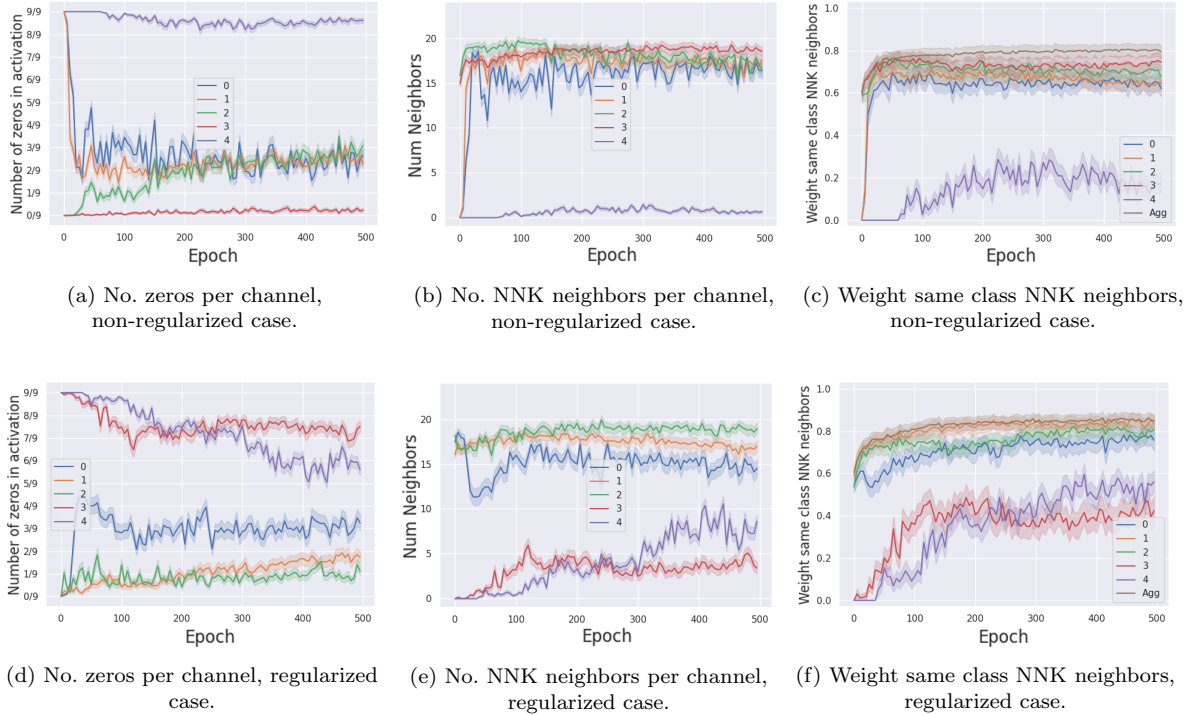 Number of zeros in activation
9/9
8/9
7/9
6/9
5/9
4/9
3/9
2/9
1/9
0/9
0
1
2
3
4
0 100 200 300 400 500
Epoch
Num Neighbors
20
15
10
5
0
0
1
2
3
4
0 100 200 300 400 500
Epoch
Weight same class NNK neighbors
1.0
0.8
0.6
0.4
0.2
0.0
0
1
2
3
4
Agg
0 100 200 300 400 500
Epoch
(a) No. zeros per channel,
non-regularized case.
(b) No. NNK neighbors per channel,
non-regularized case.
(c) Weight same class NNK neighbors,
non-regularized case.
Number of zeros in activation
9/9
8/9
7/9
6/9
5/9
4/9
3/9
2/9
1/9
0/9
0
1
2
3
4
0 100 200 300 400 500
Epoch
Num Neighbors
20
15
10
5
0
0
1
2
3
4
0 100 200 300 400 500
Epoch
Weight same class NNK neighbors
1.0
0.8
0.6
0.4
0.2
0.0
0
1
2
3
4
Agg
0 100 200 300 400 500
Epoch
(d) No. zeros per channel, regularized
case.
(e) No. NNK neighbors per channel,
regularized case.
(f) Weight same class NNK neighbors,
regularized case.